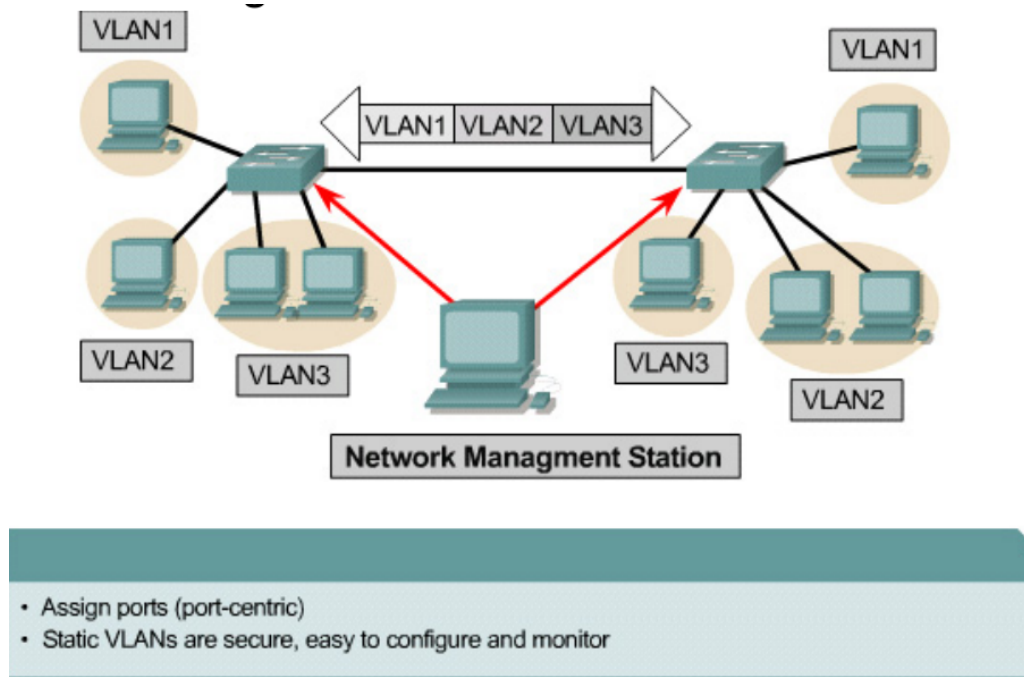 VLAN1
VLAN1
VLAN1 VLAN2 VLAN3
VLAN2
VLAN3
VLAN3
VLAN2
Network Managment Station
• Assign ports (port-centric)
• Static VLANs are secure, easy to configure and monitor